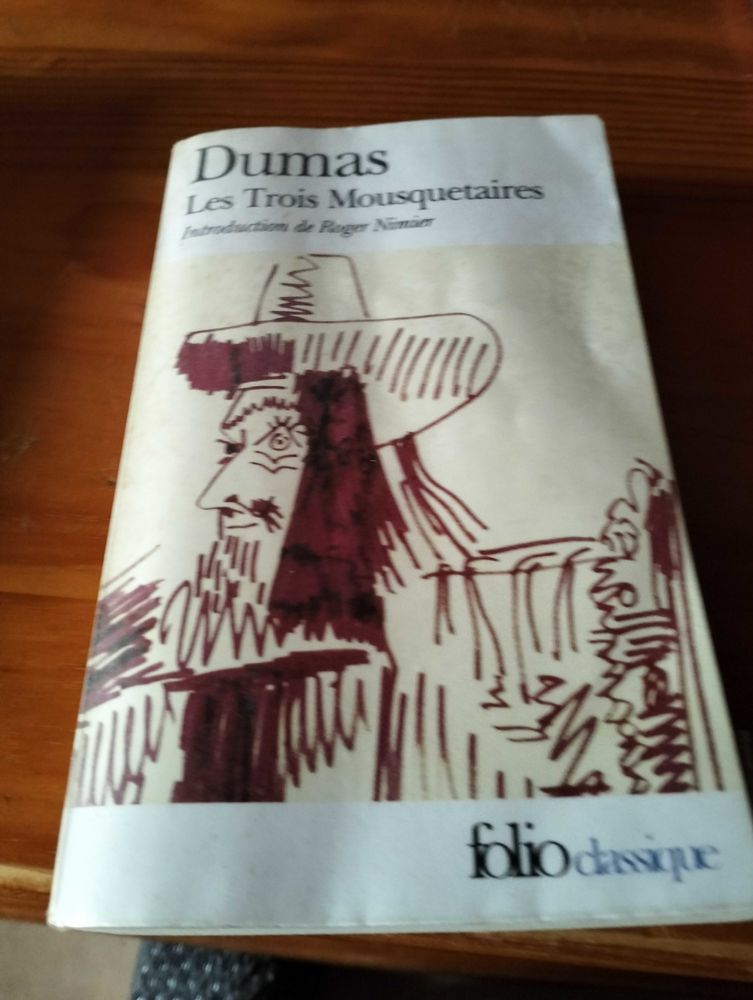 Dumas
Les Trois Mousquetaires
Introduction de Roger Nimier
folio classique